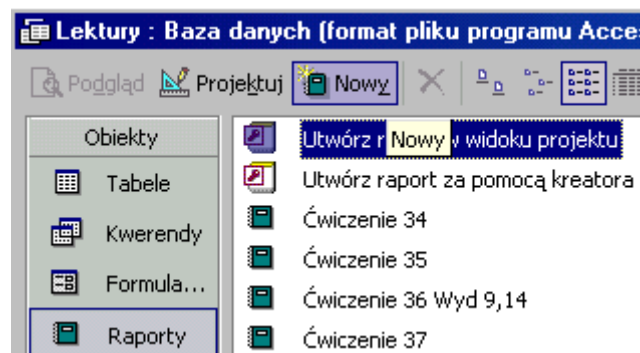 Lektury : Baza danych (format pliku programu Acce
Podgląd Projektuj Nowy
Obiekty
Utwórz r Nowy w widoku projektu
Tabele
Utwórz raport za pomocą kreatora
Ćwiczenie 34
Kwerendy
Ćwiczenie 35
Formula...
Ćwiczenie 36 Wyd 9,14
Raporty
Ćwiczenie 37